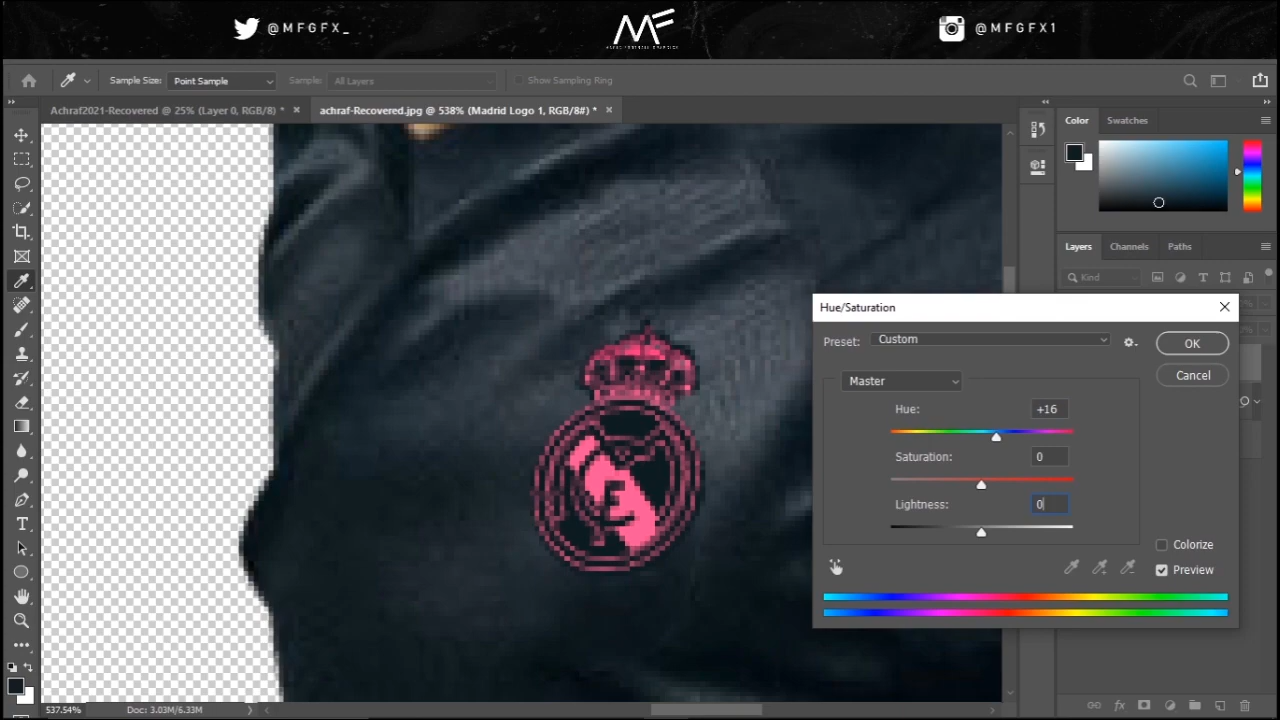 @MFGFX_
MF
@MFGFX1
Sample Size:
Point Sample
Sample:
All Layers
Show Sampling Ring
Achraf2021-Recovered @ 25% (Layer 0, RGB/8) *
achraf-Recovered.jpg @ 538% (Madrid Logo 1, RGB/8#) *
Color
Swatches
Layers
Channels
Paths
Kind
Hue/Saturation
Preset:
Custom
OK
Cancel
Master
Hue:
+16
Saturation:
0
Lightness:
0
Colorize
Preview
537.54%
Doc: 3.03M/6.33M